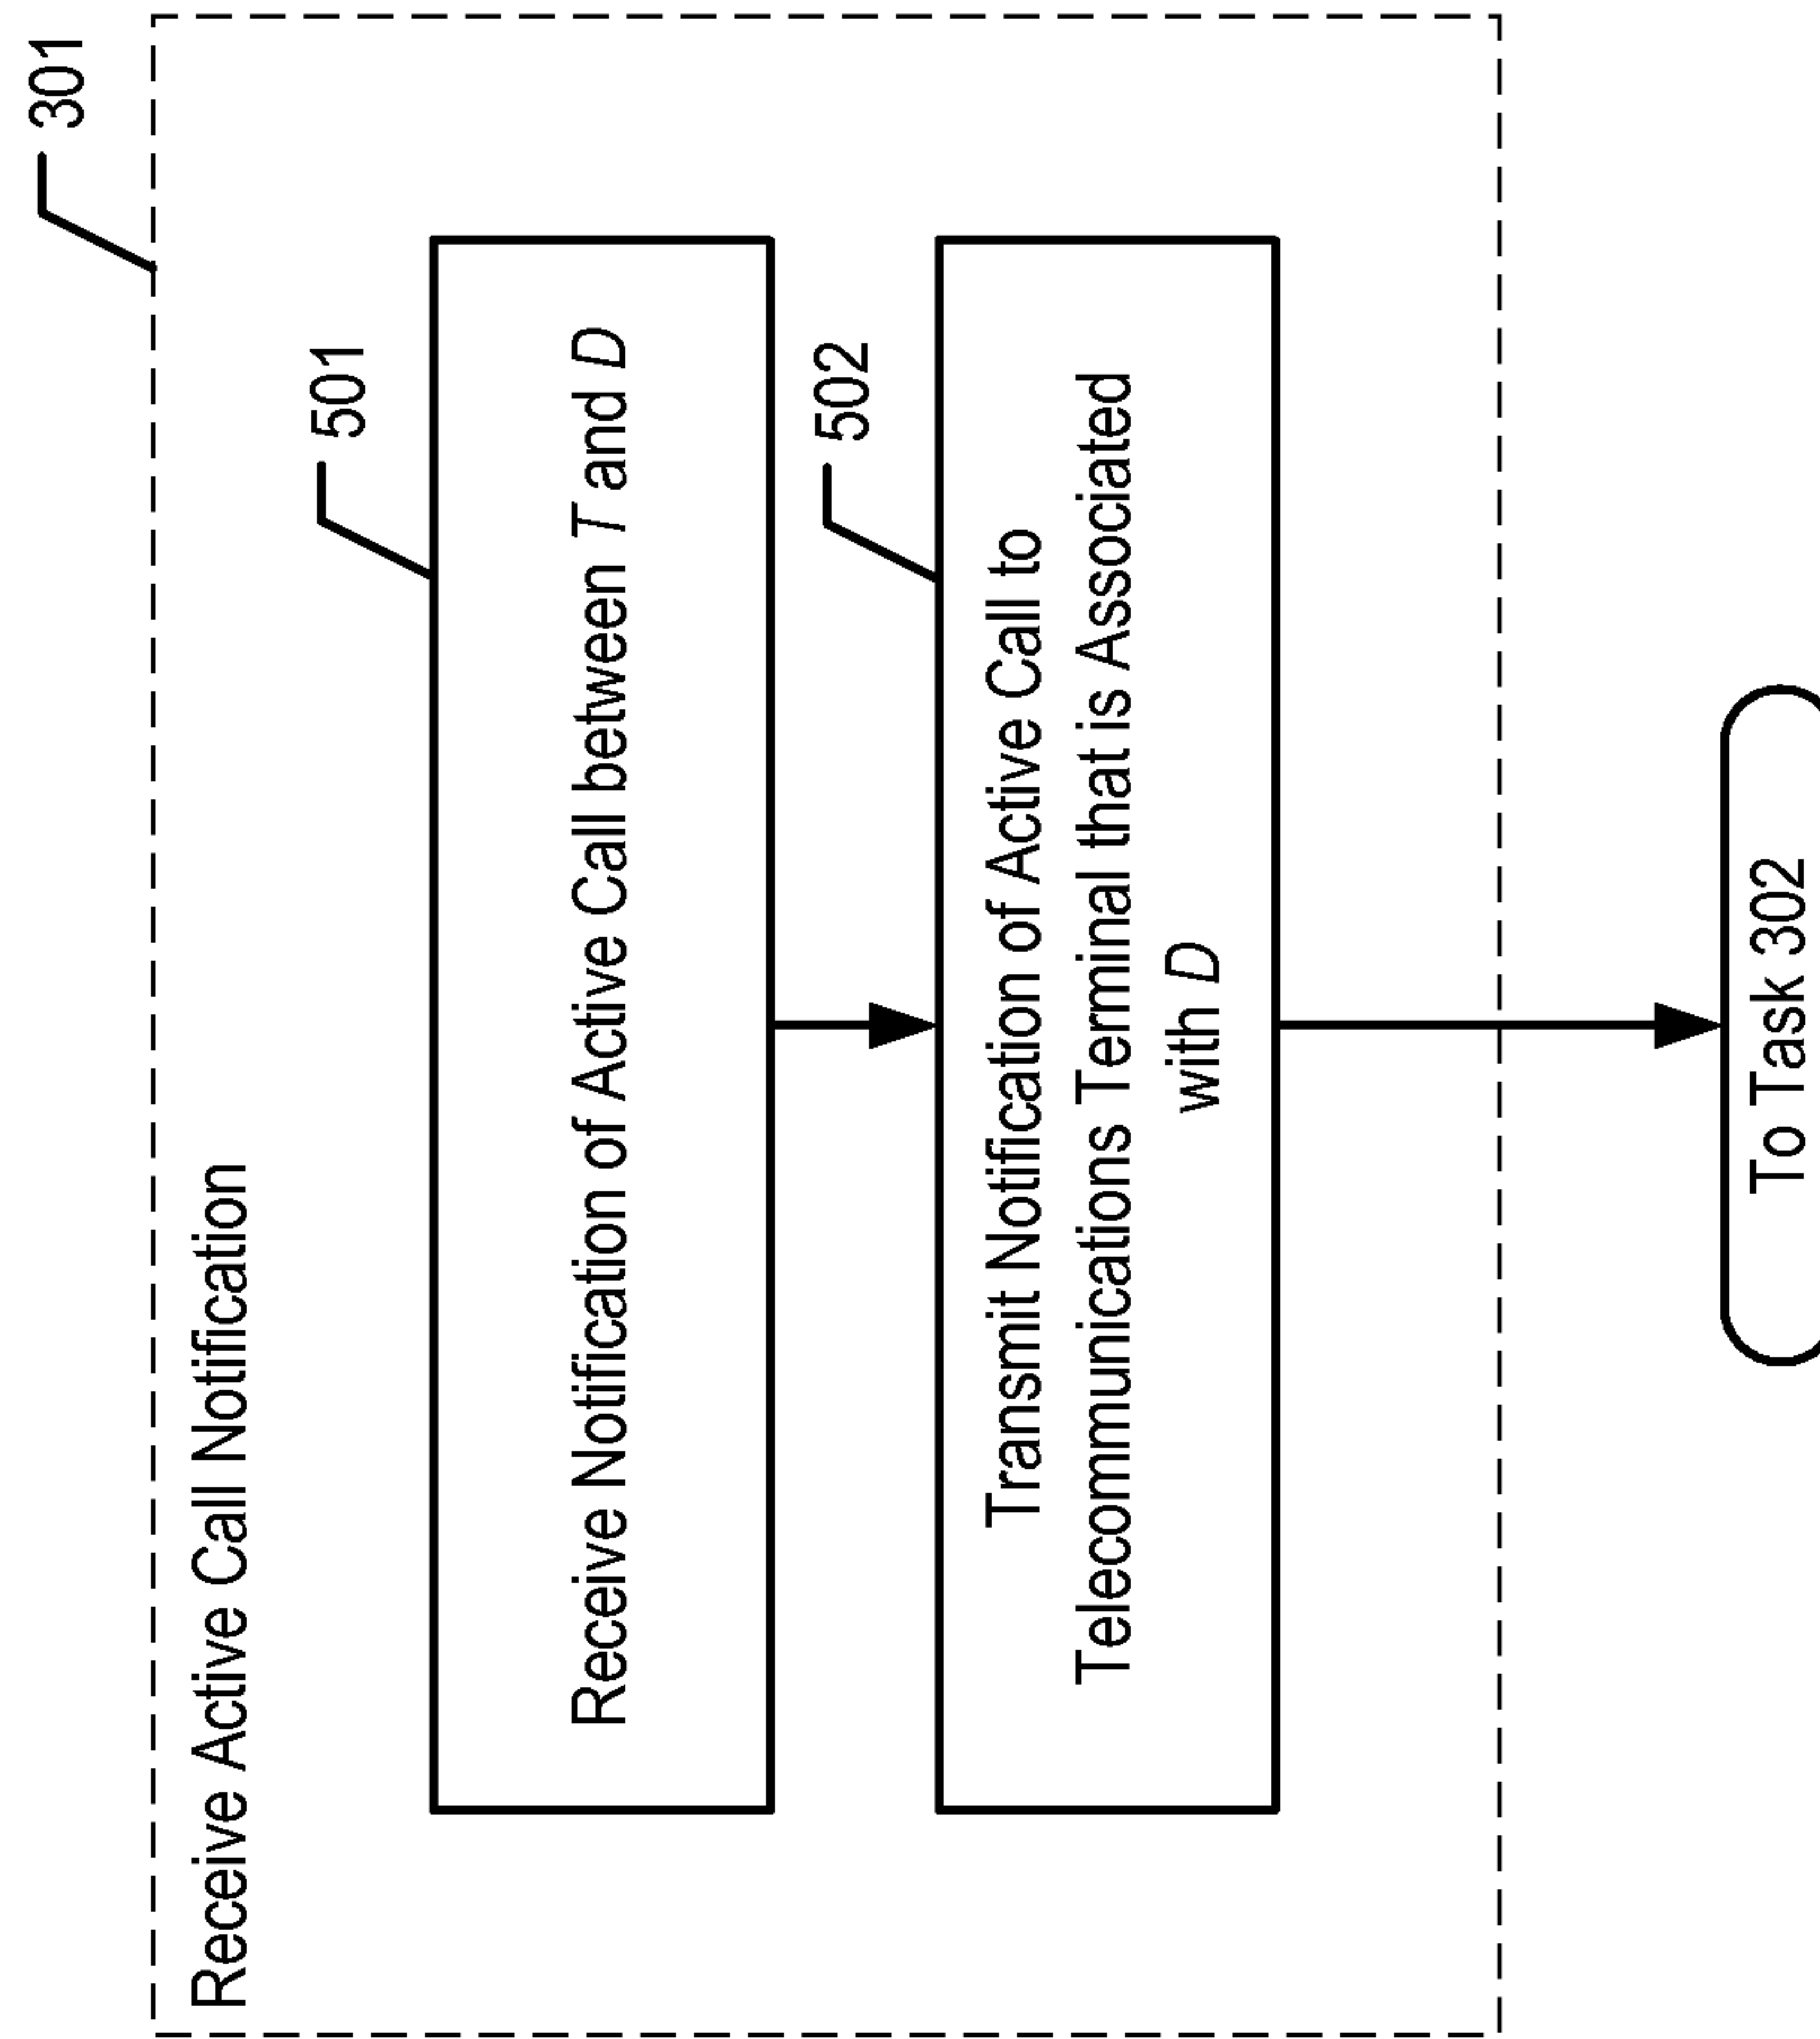 301
Receive Active Call Notification
501
Receive Notification of Active Call between T and D
502
Transmit Notification of Active Call to
Telecommunications Terminal that is Associated
with D
To Task 302